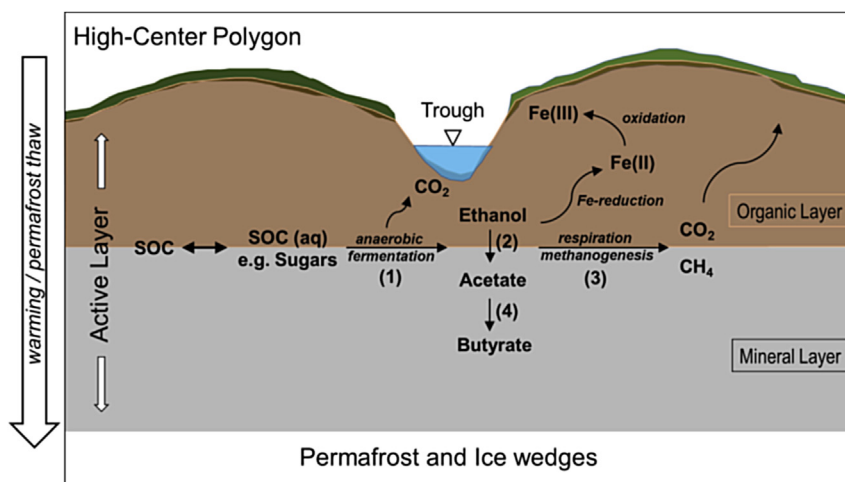 High-Center Polygon
Trough
Fe(III)
oxidation
Fe(II)
CO2
Fe-reduction
Ethanol
Organic Layer
SOC
SOC (aq)
e.g. Sugars
anaerobic
fermentation
(1)
(2)
respiration
methanogenesis
(3)
CO2
CH4
Acetate
(4)
Butyrate
Mineral Layer
Active Layer
warming / permafrost thaw
Permafrost and Ice wedges